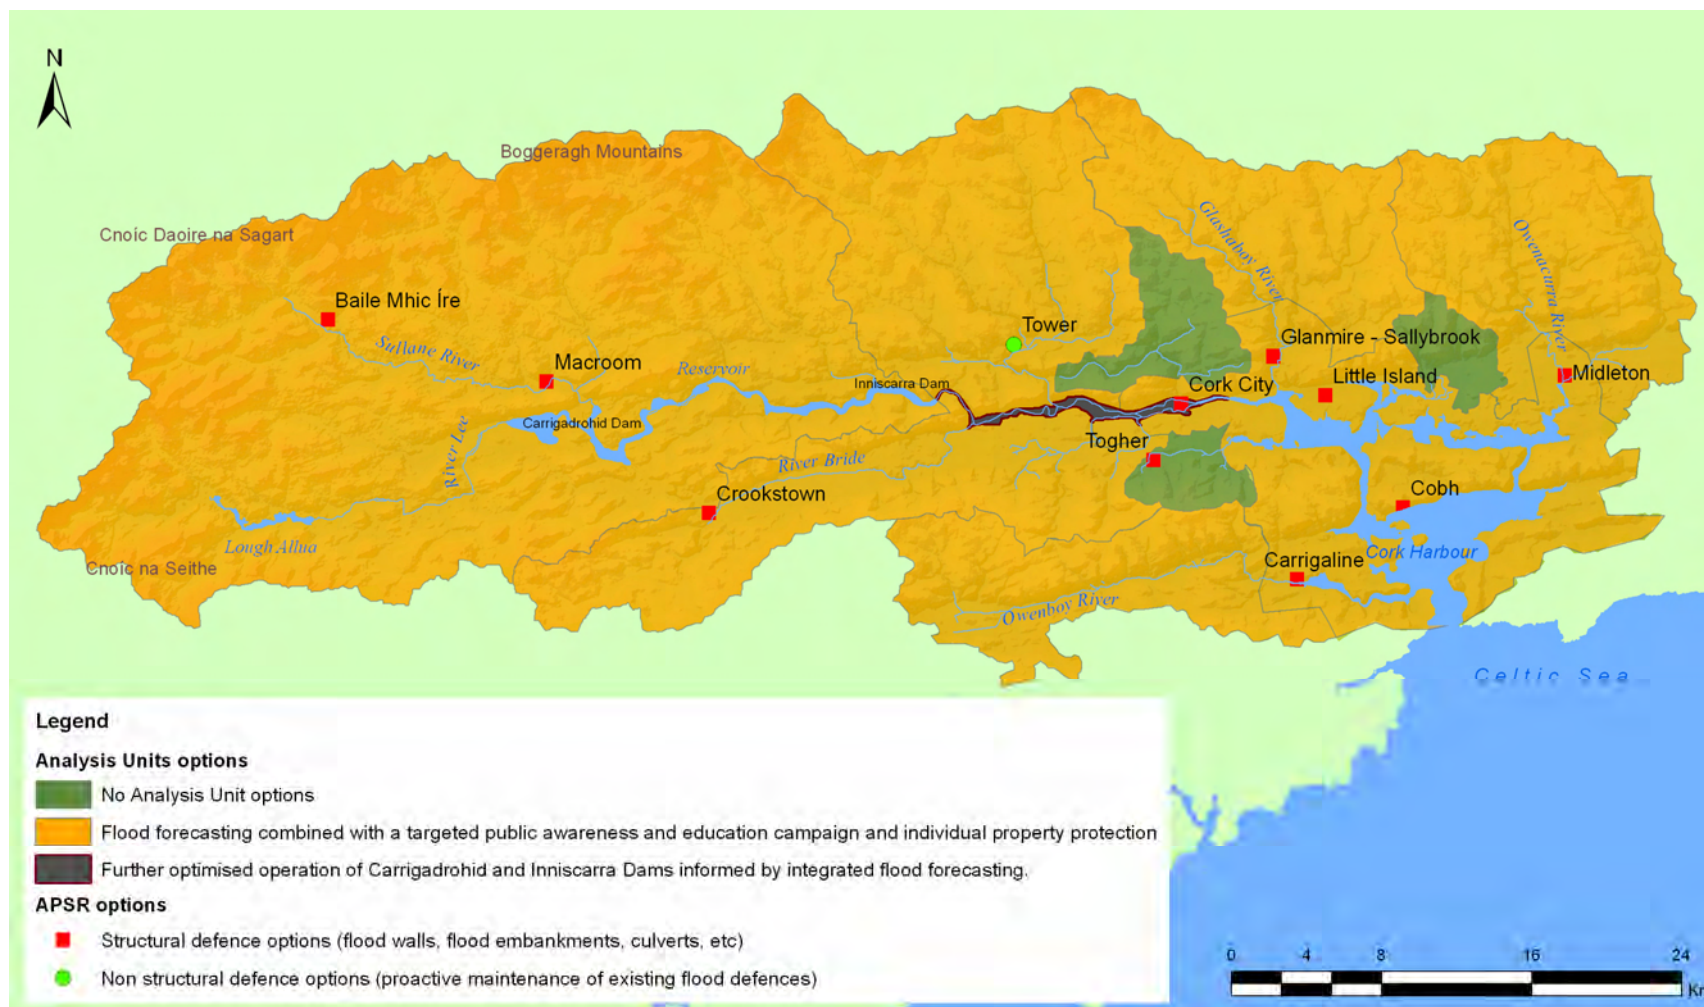 N
Boggeragh Mountains
Cnoíc Daoire na Sagart
Glashaboy River
Owenacurra River
Baile Mhic Íre
Tower
Sullane River
Glanmire - Sallybrook
Macroom
Reservoir
Inniscarra Dam
Cork City
Little Island
Midleton
Carrigadrohid Dam
River Lee
Togher
River Bride
Crookstown
Cobh
Lough Allua
Cork Harbour
Carrigaline
Cnoíc na Seithe
Owenboy River
Celtic Sea
Legend
Analysis Units options
No Analysis Unit options
Flood forecasting combined with a targeted public awareness and education campaign and individual property protection
Further optimised operation of Carrigadrohid and Inniscarra Dams informed by integrated flood forecasting.
APSR options
Structural defence options (flood walls, flood embankments, culverts, etc)
Non structural defence options (proactive maintenance of existing flood defences)
0 4 8 16 24